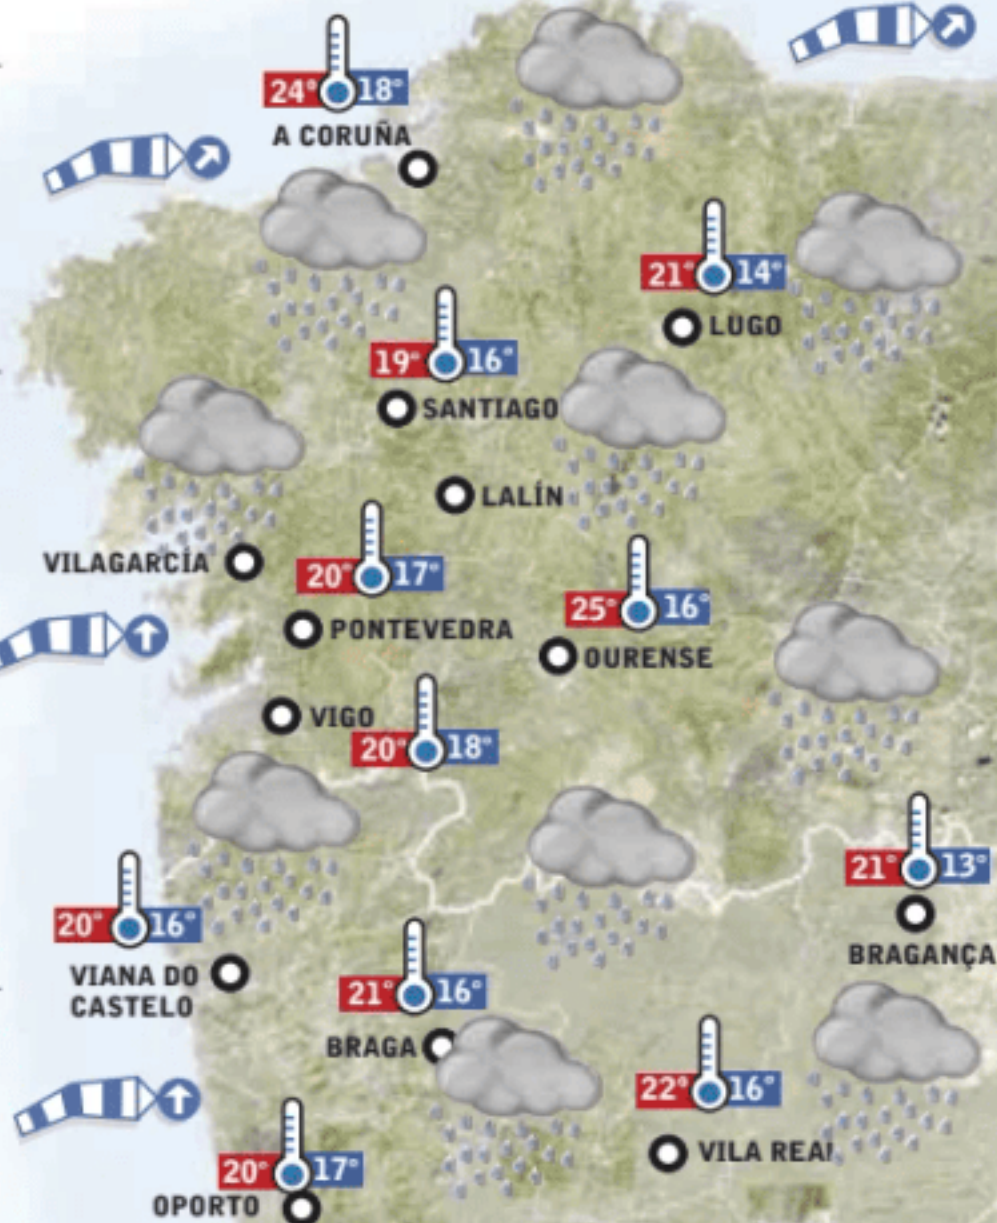 24° 18°
A CORUÑA
21° 14°
LUGO
19° 16°
SANTIAGO
LALÍN
VILAGARCÍA
20° 17°
PONTEVEDRA
25° 16°
OURENSE
VIGO
20° 18°
21° 13°
BRAGANÇA
20° 16°
VIANA DO
CASTELO
21° 16°
BRAGA
22° 16°
VILA REAL
20° 17°
OPORTO